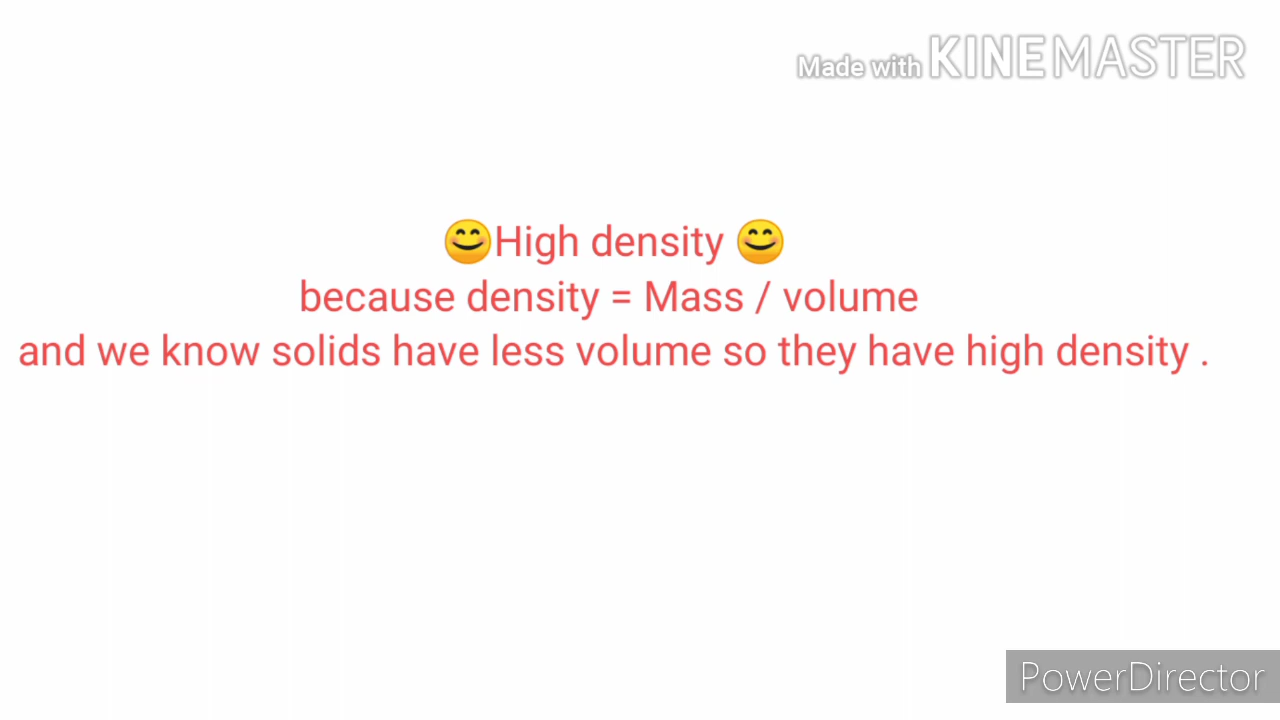 Made with KINEMASTER
😊High density 😊
because density = Mass / volume
and we know solids have less volume so they have high density .
PowerDirector